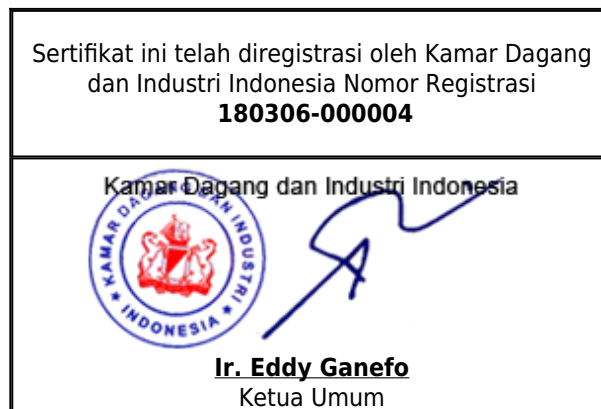 Sertifikat ini telah diregistrasi oleh Kamar Dagang
dan Industri Indonesia Nomor Registrasi
180306-000004
Kamar Dagang dan Industri Indonesia
KAMAR DAGANG DAN INDUSTRI
INDONESIA
Ir. Eddy Ganefo
Ketua Umum